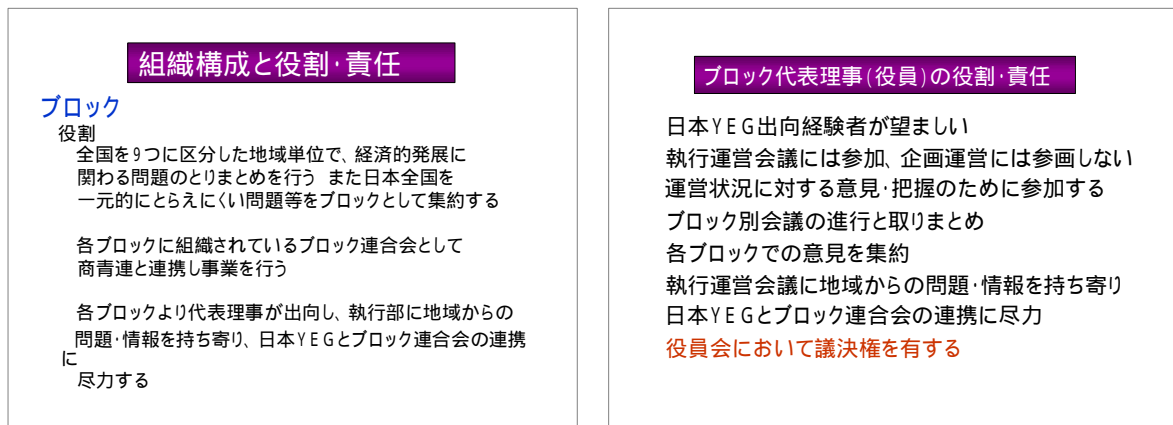 組織構成と役割・責任
ブロック
役割
全国を9つに区分した地域単位で、経済的発展に
関わる問題のとりまとめを行う また日本全国を
一元的にとらえにくい問題等をブロックとして集約する
各ブロックに組織されているブロック連合会として
商青連と連携し事業を行う
各ブロックより代表理事が出向し、執行部に地域からの
問題・情報を持ち寄り、日本YEGとブロック連合会の連携
に
尽力する
ブロック代表理事(役員)の役割・責任
日本YEG出向経験者が望ましい
執行運営会議には参加、企画運営には参画しない
運営状況に対する意見・把握のために参加する
ブロック別会議の進行と取りまとめ
各ブロックでの意見を集約
執行運営会議に地域からの問題・情報を持ち寄り
日本YEGとブロック連合会の連携に尽力
役員会において議決権を有する